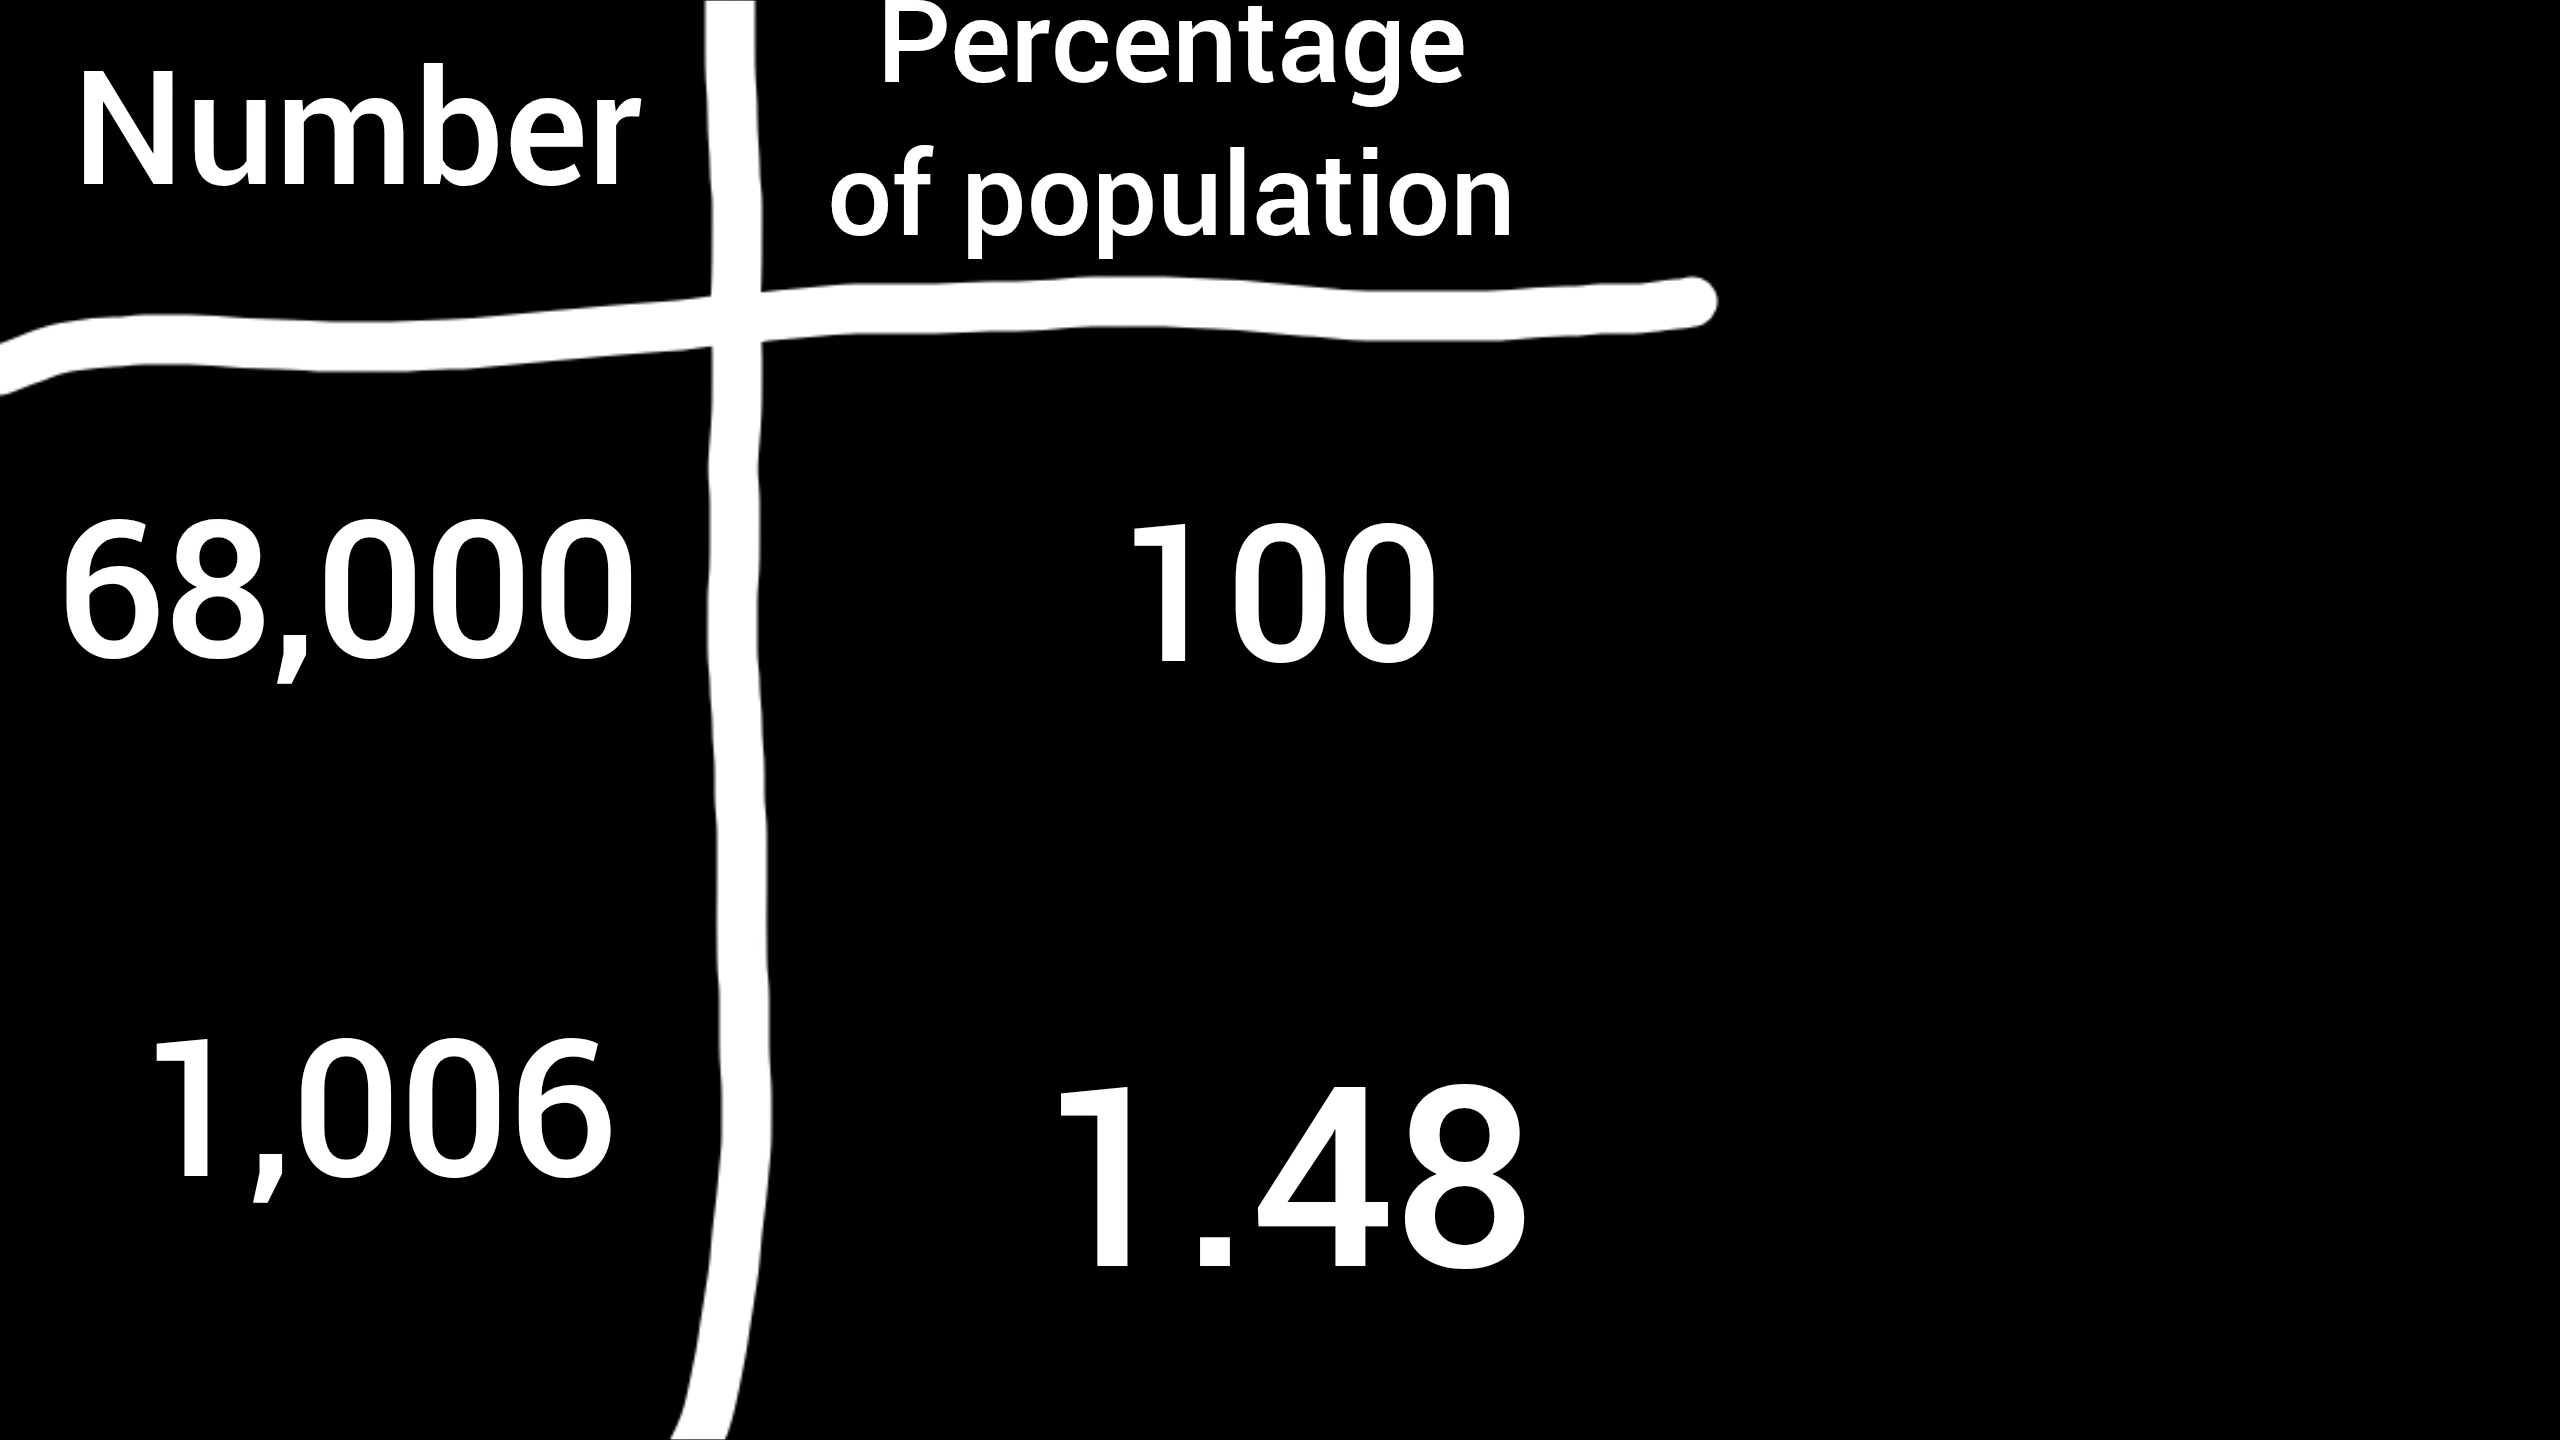 Number
Percentage
of population
68,000
100
1,006
1.48